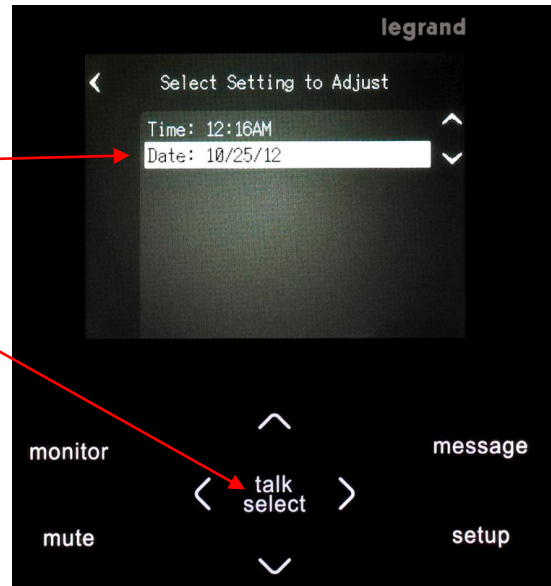 legrand
Select Setting to Adjust
Time: 12:16AM
Date: 10/25/12
monitor
message
talk
select
mute
setup